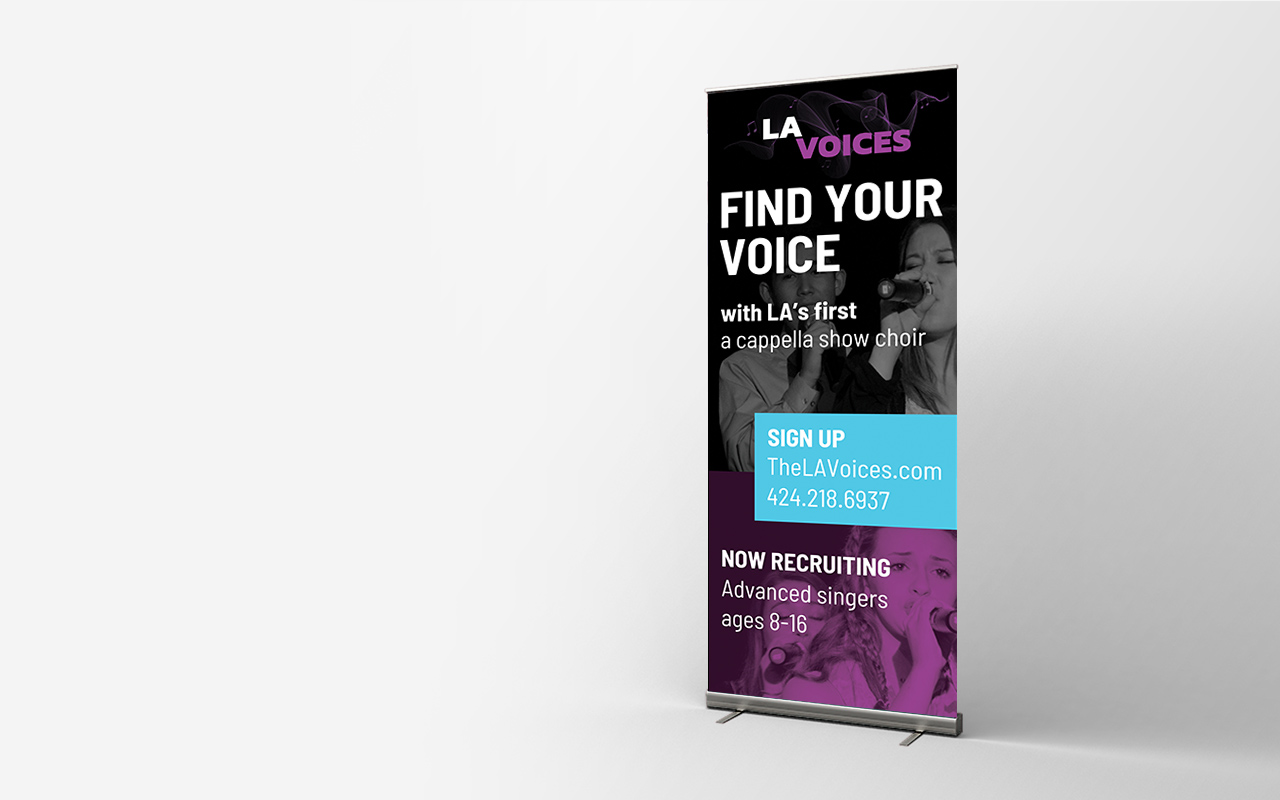 LA
VOICES
FIND YOUR
VOICE
with LA’s first
a cappella show choir
SIGN UP
TheLAVoices.com
424.218.6937
NOW RECRUITING
Advanced singers
ages 8-16